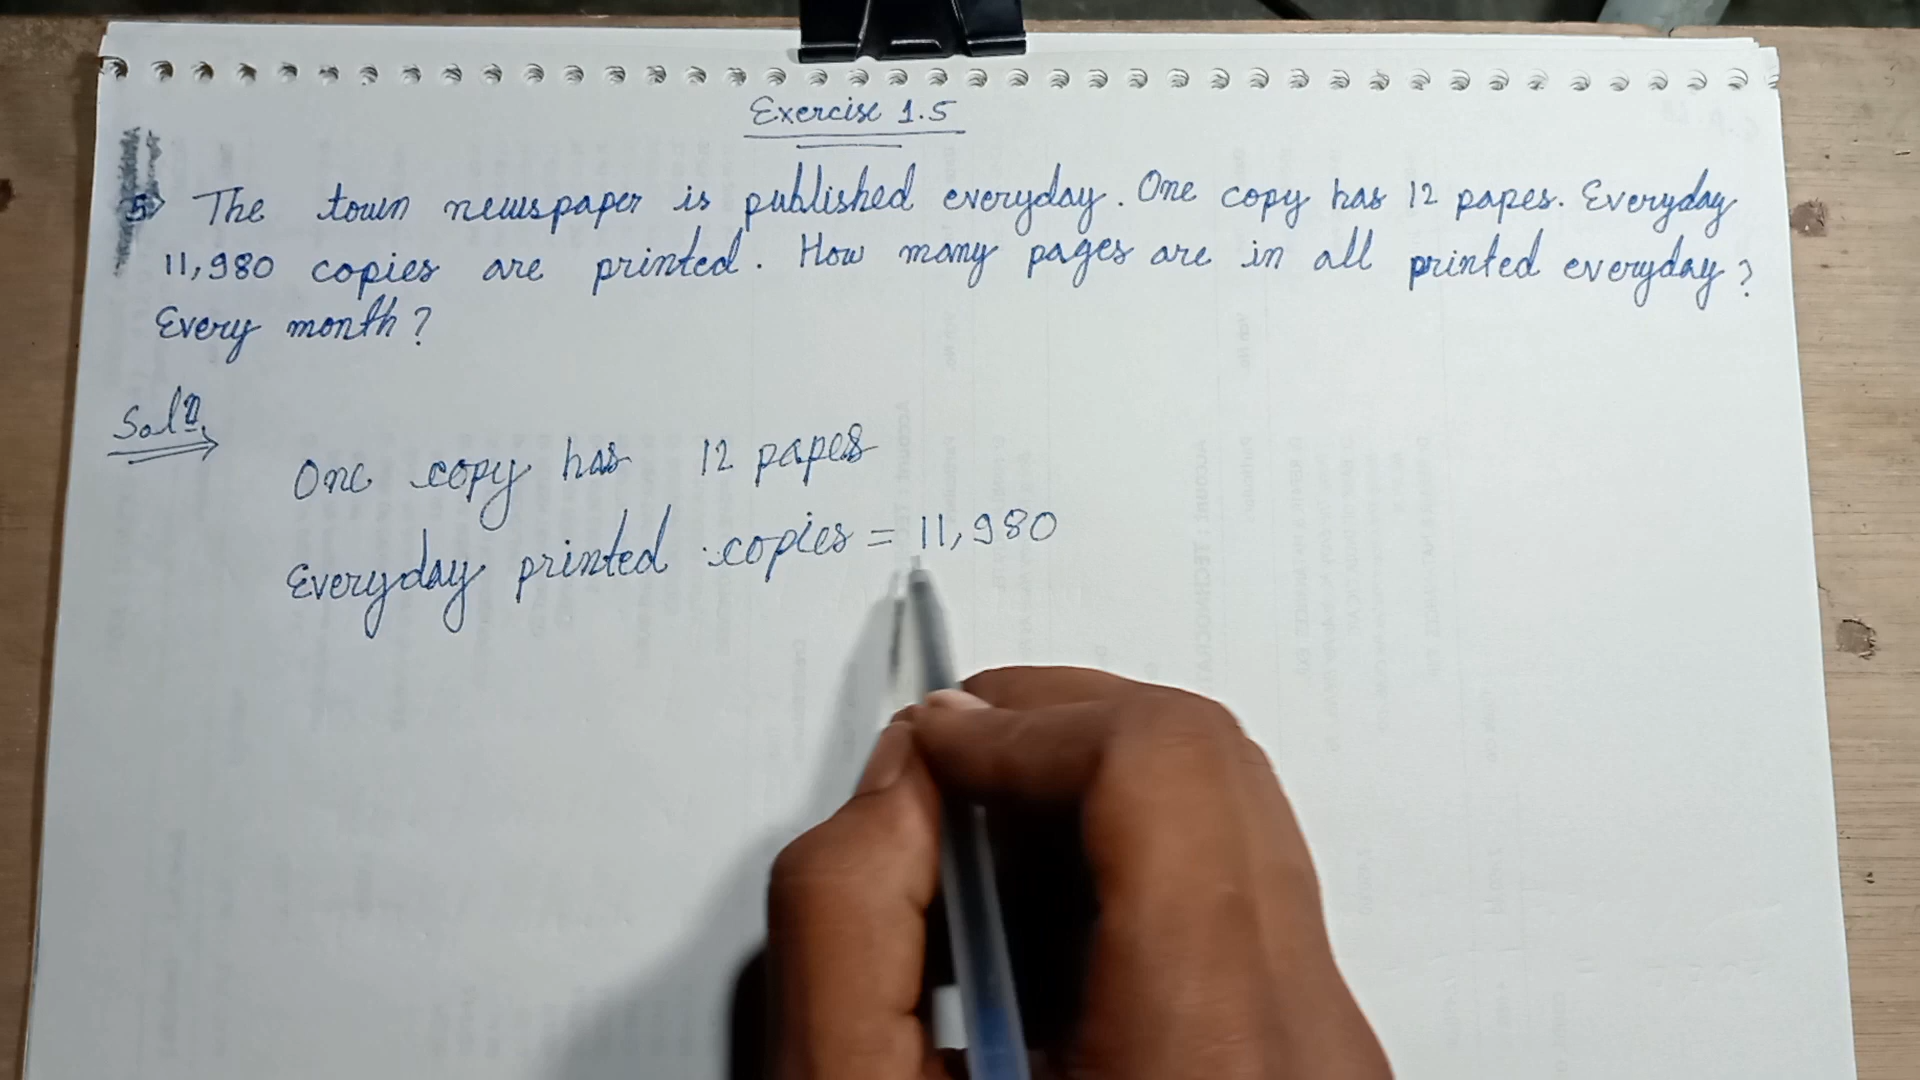 Exercise 1.5
5 The town newspaper is published everyday. One copy has 12 papes. Everyday
11,980 copies are printed. How many pages are in all printed everyday?
Every month?
Solⁿ.
One copy has 12 papes
Everyday printed copies = 11,980